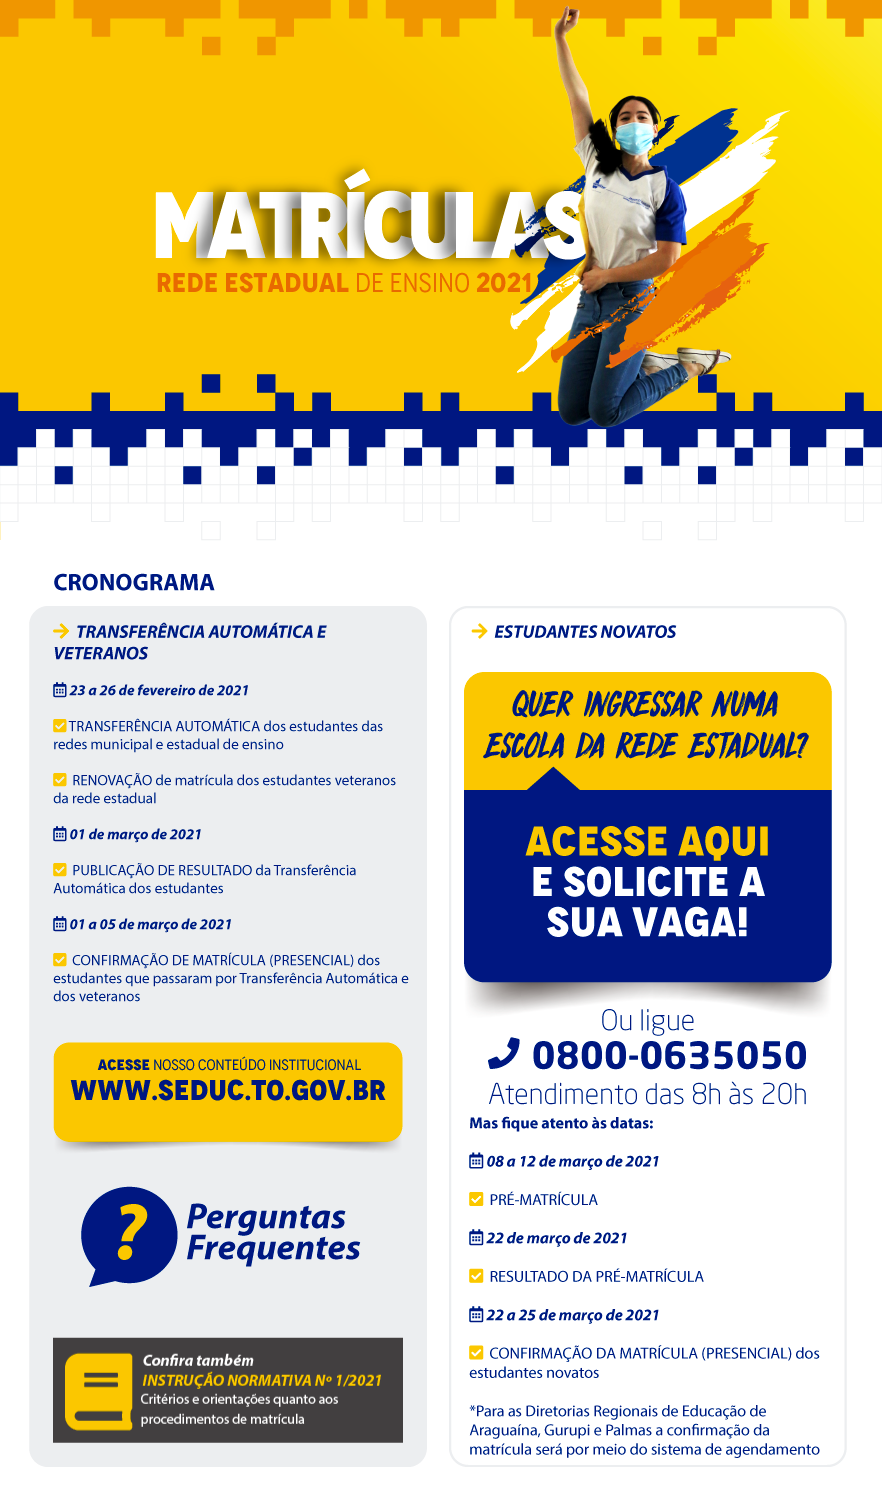 MATRÍCULAS
REDE ESTADUAL DE ENSINO 2021
CRONOGRAMA
TRANSFERÊNCIA AUTOMÁTICA E
VETERANOS
23 a 26 de fevereiro de 2021
TRANSFERÊNCIA AUTOMÁTICA dos estudantes das
redes municipal e estadual de ensino
RENOVAÇÃO de matrícula dos estudantes veteranos
da rede estadual
01 de março de 2021
PUBLICAÇÃO DE RESULTADO da Transferência
Automática dos estudantes
01 a 05 de março de 2021
CONFIRMAÇÃO DE MATRÍCULA (PRESENCIAL) dos
estudantes que passaram por Transferência Automática e
dos veteranos
ACESSE NOSSO CONTEÚDO INSTITUCIONAL
WWW.SEDUC.TO.GOV.BR
?
Perguntas
Frequentes
Confira também
INSTRUÇÃO NORMATIVA Nº 1/2021
Critérios e orientações quanto aos
procedimentos de matrícula
ESTUDANTES NOVATOS
QUER INGRESSAR NUMA
ESCOLA DA REDE ESTADUAL?
ACESSE AQUI
E SOLICITE A
SUA VAGA!
Ou ligue
0800-0635050
Atendimento das 8h às 20h
Mas fique atento às datas:
08 a 12 de março de 2021
PRÉ-MATRÍCULA
22 de março de 2021
RESULTADO DA PRÉ-MATRÍCULA
22 a 25 de março de 2021
CONFIRMAÇÃO DA MATRÍCULA (PRESENCIAL) dos
estudantes novatos
*Para as Diretorias Regionais de Educação de
Araguaína, Gurupi e Palmas a confirmação da
matrícula será por meio do sistema de agendamento